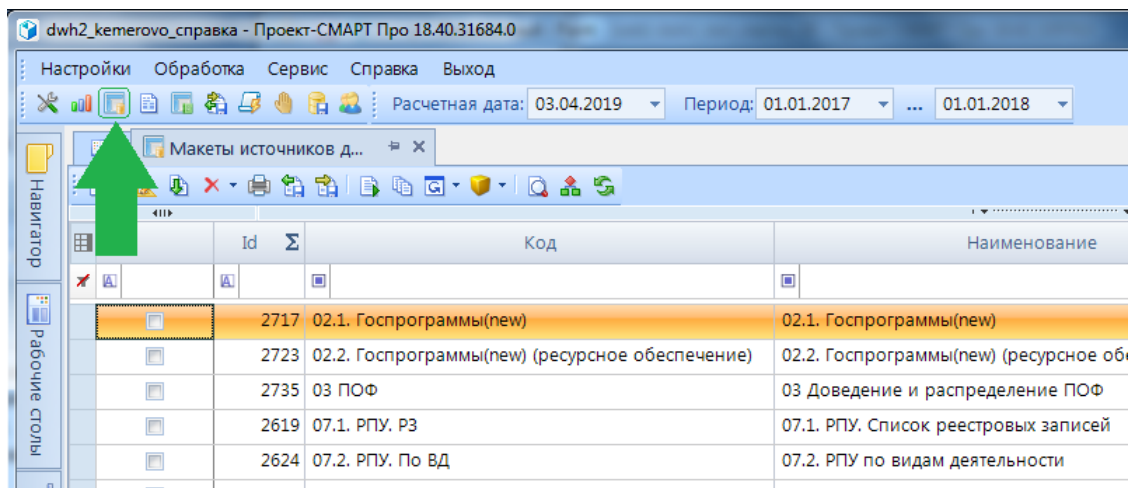 dwh2_kemerovo_справка - Проект-СМАРТ Про 18.40.31684.0
Настройки Обработка Сервис Справка Выход
Расчетная дата: 03.04.2019 Период: 01.01.2017 ... 01.01.2018
Макеты источников д...
Навигатор
Рабочие столы
Id Σ Код Наименование
2717 02.1. Госпрограммы(new) 02.1. Госпрограммы(new)
2723 02.2. Госпрограммы(new) (ресурсное обеспечение) 02.2. Госпрограммы(new) (ресурсное обе
2735 03 ПОФ 03 Доведение и распределение ПОФ
2619 07.1. РПУ. РЗ 07.1. РПУ. Список реестровых записей
2624 07.2. РПУ. По ВД 07.2. РПУ по видам деятельности